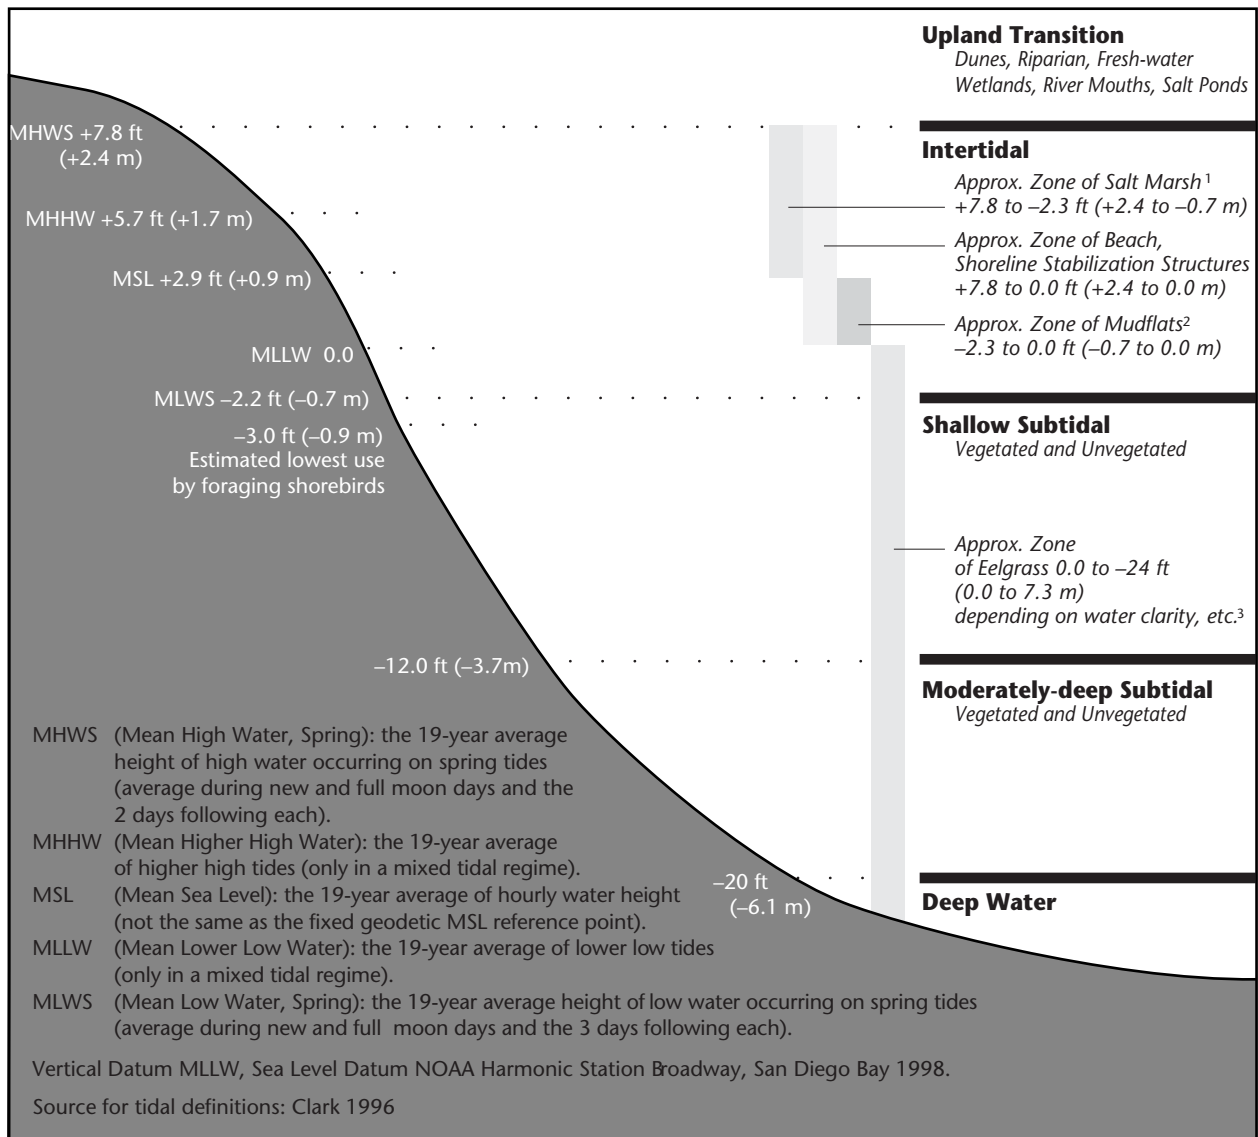 Upland Transition
Dunes, Riparian, Fresh-water
Wetlands, River Mouths, Salt Ponds
MHWS +7.8 ft
(+2.4 m)
Intertidal
Approx. Zone of Salt Marsh¹
+7.8 to –2.3 ft (+2.4 to –0.7 m)
MHHW +5.7 ft (+1.7 m)
Approx. Zone of Beach,
Shoreline Stabilization Structures
+7.8 to 0.0 ft (+2.4 to 0.0 m)
MSL +2.9 ft (+0.9 m)
Approx. Zone of Mudflats²
–2.3 to 0.0 ft (–0.7 to 0.0 m)
MLLW 0.0
MLWS –2.2 ft (–0.7 m)
–3.0 ft (–0.9 m)
Estimated lowest use
by foraging shorebirds
Shallow Subtidal
Vegetated and Unvegetated
Approx. Zone
of Eelgrass 0.0 to –24 ft
(0.0 to 7.3 m)
depending on water clarity, etc.³
–12.0 ft (–3.7m)
Moderately-deep Subtidal
Vegetated and Unvegetated
–20 ft
(–6.1 m)
Deep Water
MHWS (Mean High Water, Spring): the 19-year average
height of high water occurring on spring tides
(average during new and full moon days and the
2 days following each).
MHHW (Mean Higher High Water): the 19-year average
of higher high tides (only in a mixed tidal regime).
MSL (Mean Sea Level): the 19-year average of hourly water height
(not the same as the fixed geodetic MSL reference point).
MLLW (Mean Lower Low Water): the 19-year average of lower low tides
(only in a mixed tidal regime).
MLWS (Mean Low Water, Spring): the 19-year average height of low water occurring on spring tides
(average during new and full moon days and the 3 days following each).
Vertical Datum MLLW, Sea Level Datum NOAA Harmonic Station Broadway, San Diego Bay 1998.
Source for tidal definitions: Clark 1996